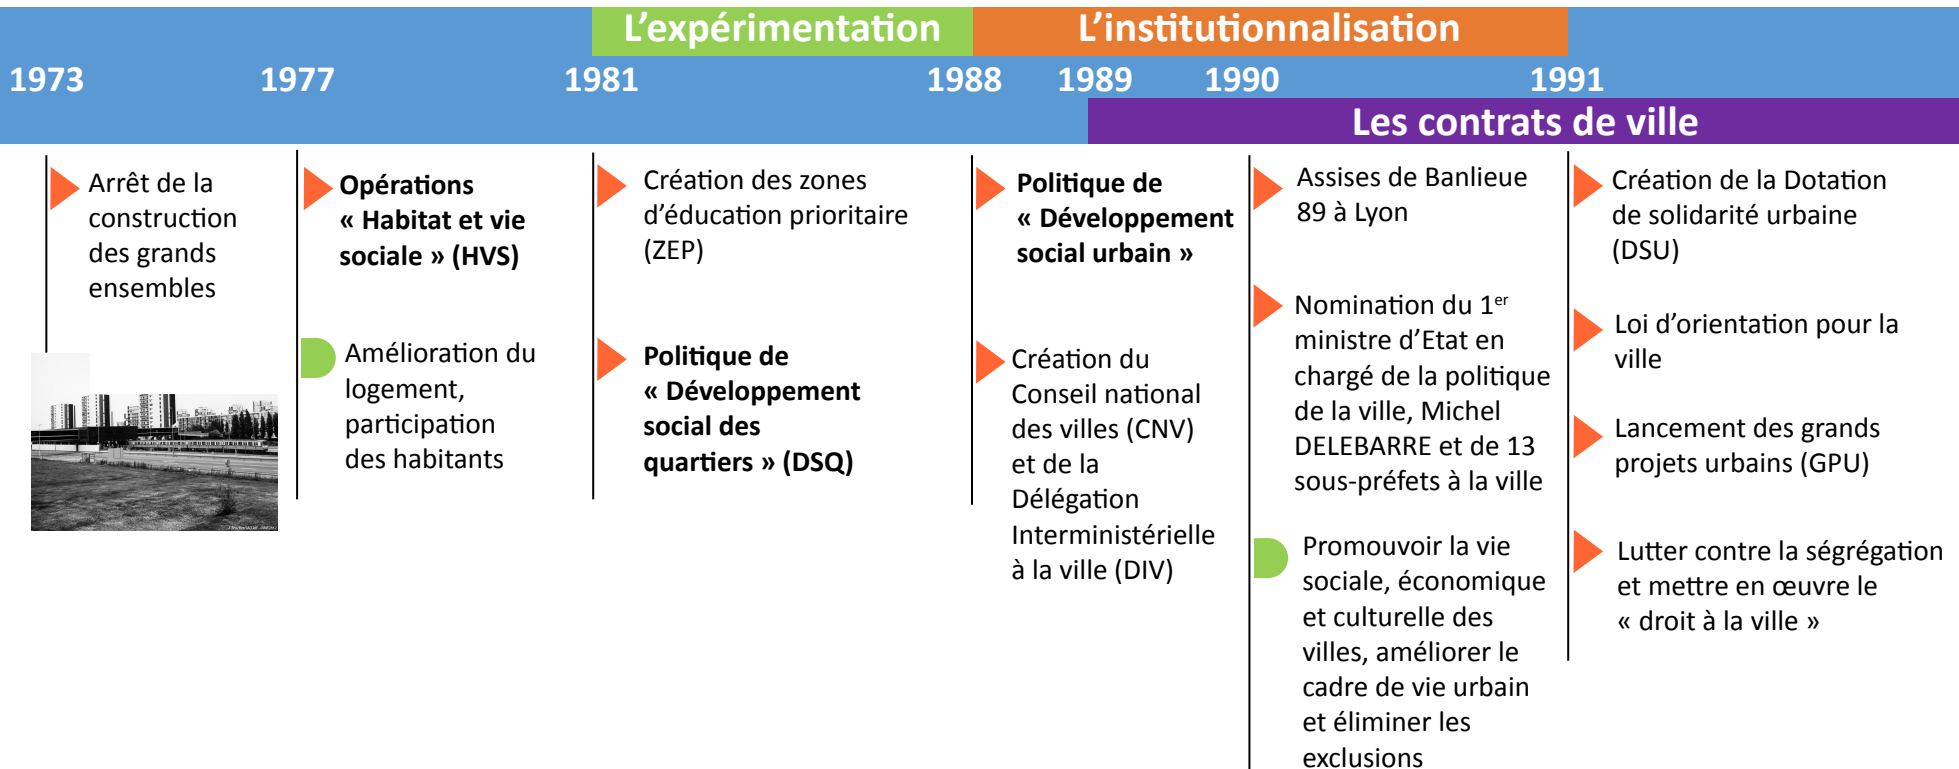 L'expérimentation
L'institutionnalisation
1973
1977
1981
1988
1989
1990
1991
Les contrats de ville
Arrêt de la
construction
des grands
ensembles
Opérations
« Habitat et vie
sociale » (HVS)
Amélioration du
logement,
participation
des habitants
Création des zones
d'éducation prioritaire
(ZEP)
Politique de
« Développement
social des
quartiers » (DSQ)
Politique de
« Développement
social urbain »
Création du
Conseil national
des villes (CNV)
et de la
Délégation
Interministérielle
à la ville (DIV)
Assises de Banlieue
89 à Lyon
Nomination du 1er
ministre d'Etat en
chargé de la politique
de la ville, Michel
DELEBARRE et de 13
sous-préfets à la ville
Promouvoir la vie
sociale, économique
et culturelle des
villes, améliorer le
cadre de vie urbain
et éliminer les
exclusions
Création de la Dotation
de solidarité urbaine
(DSU)
Loi d'orientation pour la
ville
Lancement des grands
projets urbains (GPU)
Lutter contre la ségrégation
et mettre en œuvre le
« droit à la ville »